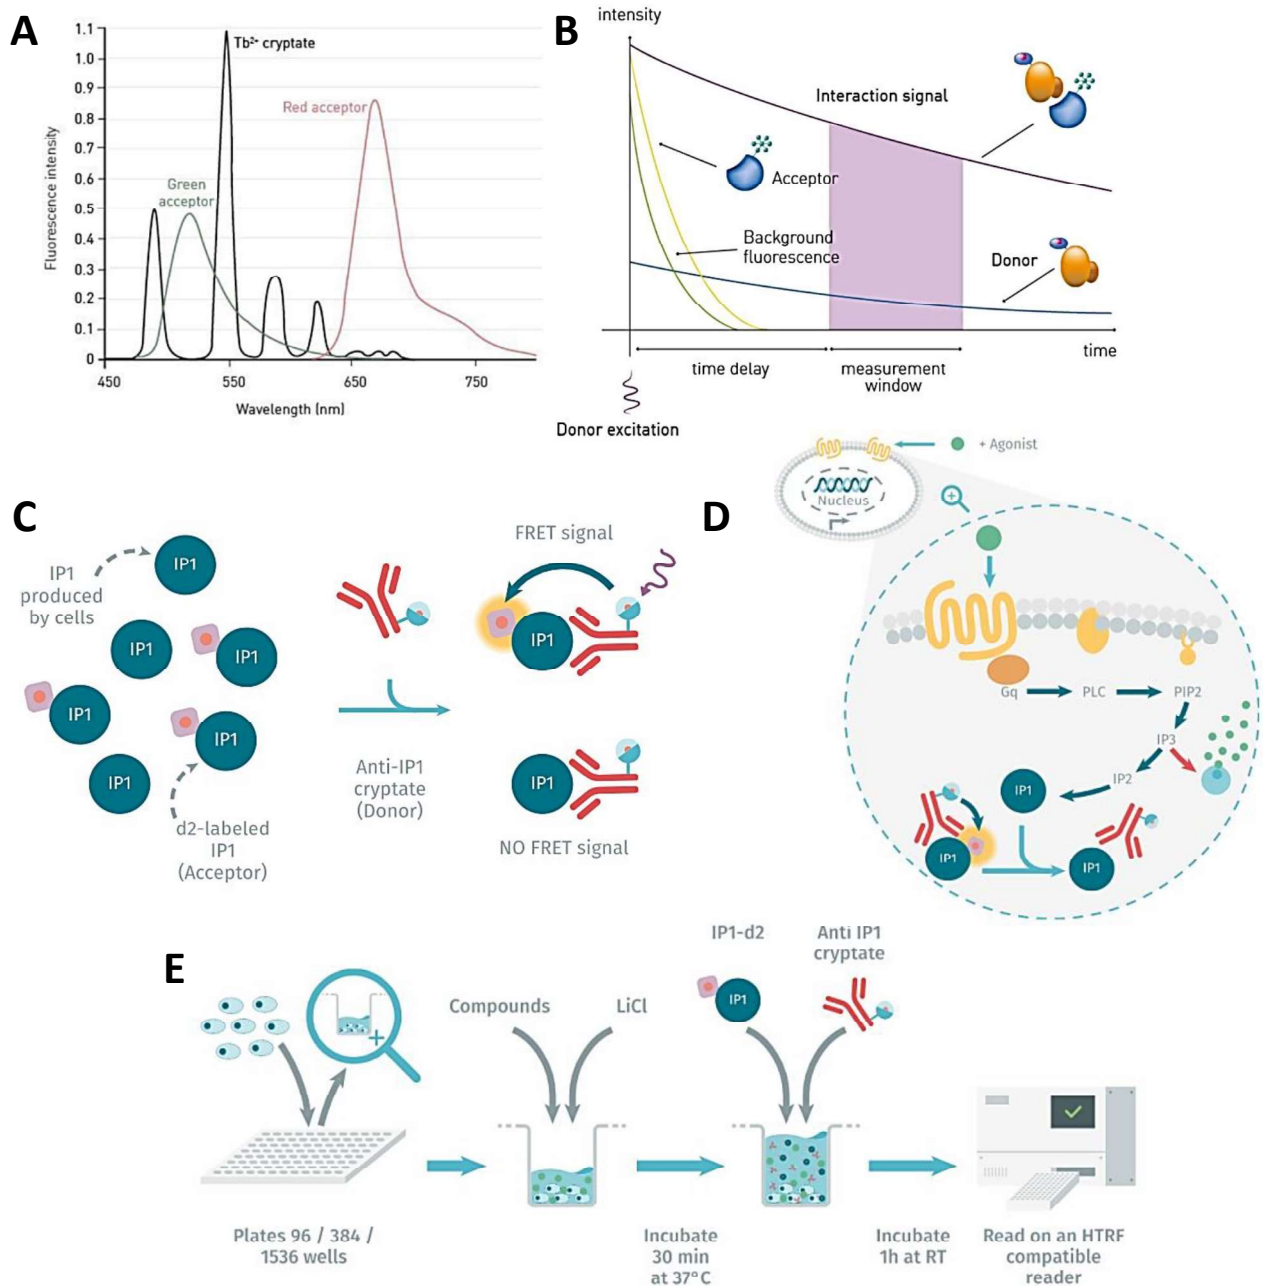 A
1.1
1.0
0.9
0.8
0.7
0.6
0.5
0.4
0.3
0.2
0.1
0
Fluorescence intensity
Tb²⁺ cryptate
Red acceptor
Green
acceptor
450
550
650
750
Wavelength (nm)
B
intensity
Interaction signal
Acceptor
Background
fluorescence
Donor
time
time delay
measurement
window
Donor excitation
C
IP1
produced
by cells
IP1
IP1
IP1
IP1
IP1
IP1
d2-labeled
IP1
(Acceptor)
Anti-IP1
cryptate
(Donor)
FRET signal
IP1
IP1
NO FRET signal
D
+ Agonist
Nucleus
Gq
PLC
PIP2
IP3
IP2
IP1
IP1
IP1
E
Plates 96 / 384 /
1536 wells
Compounds
LiCl
Incubate
30 min
at 37°C
IP1-d2
Anti IP1
cryptate
IP1
Incubate
1h at RT
Read on an HTRF
compatible
reader